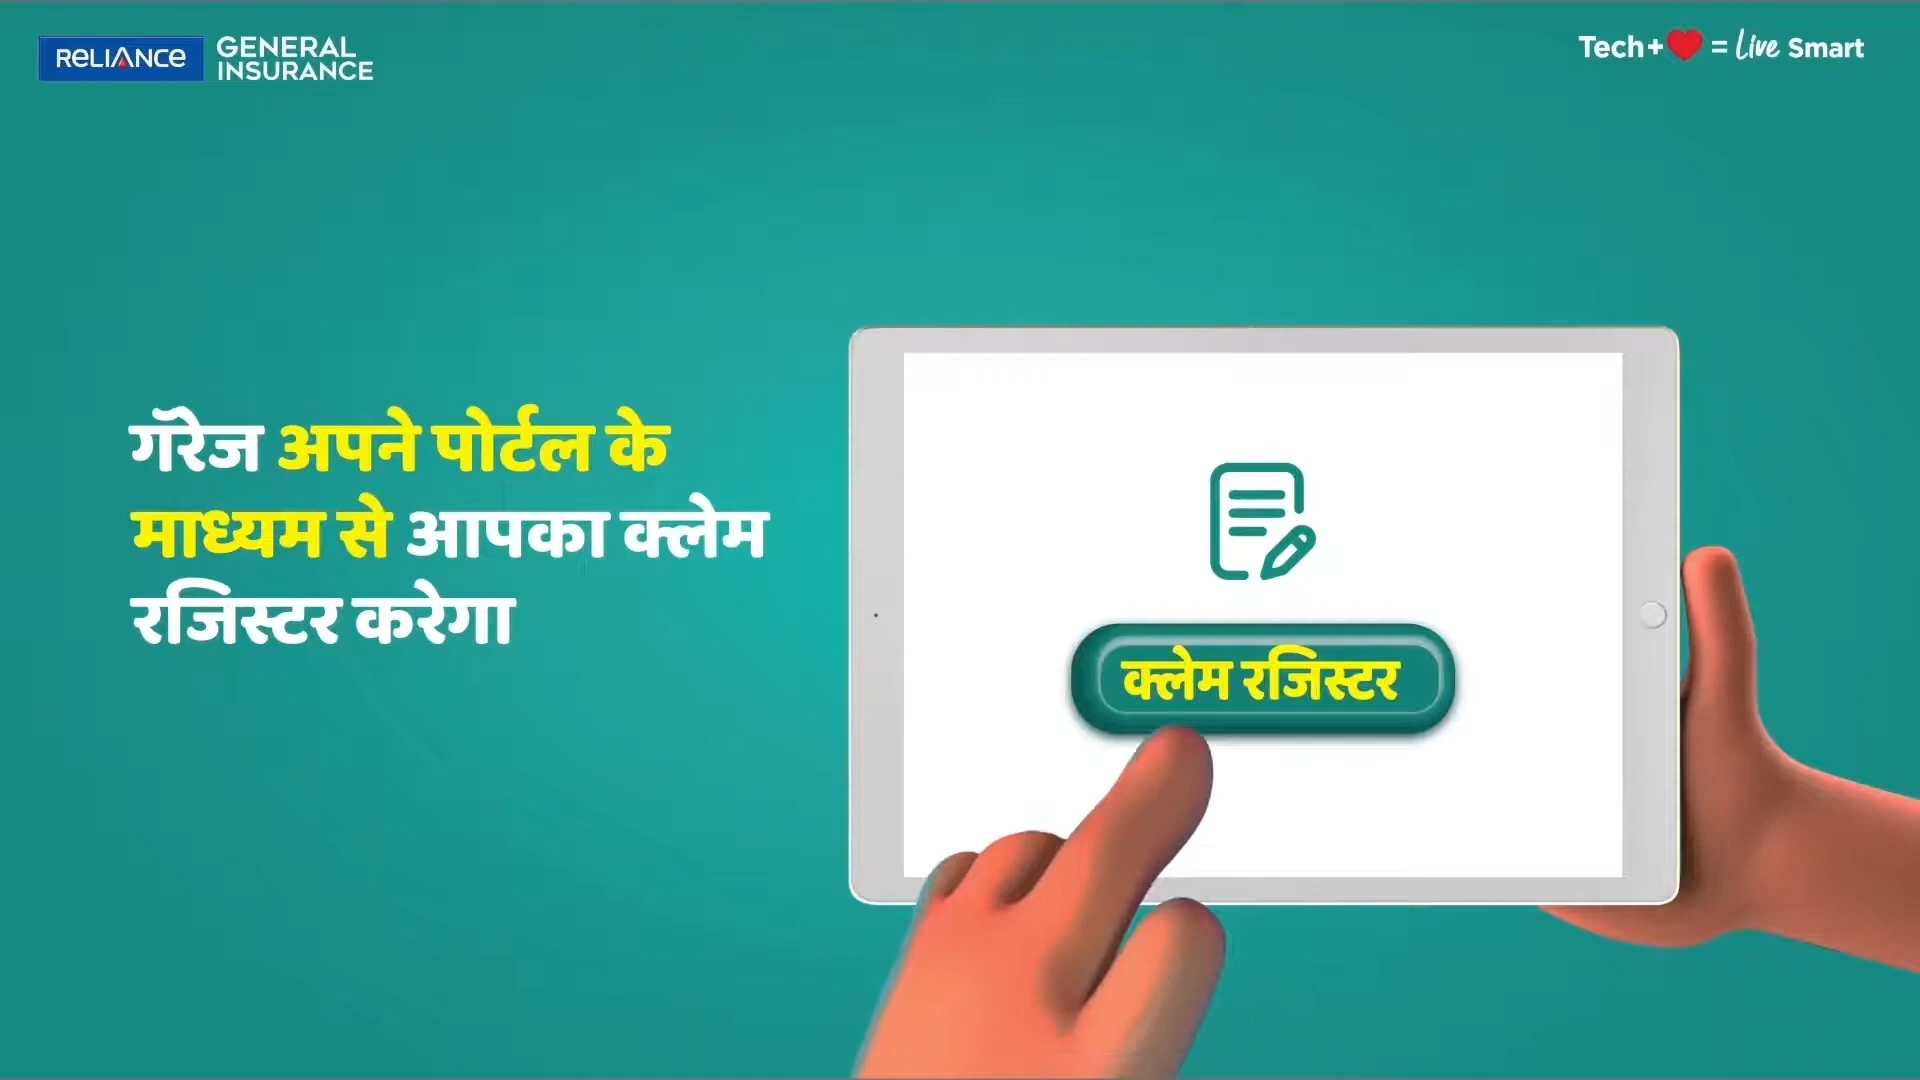 RELIANCE GENERAL INSURANCE
Tech+❤️ = Live Smart
गॅरेज अपने पोर्टल के
माध्यम से आपका क्लेम
रजिस्टर करेगा
क्लेम रजिस्टर